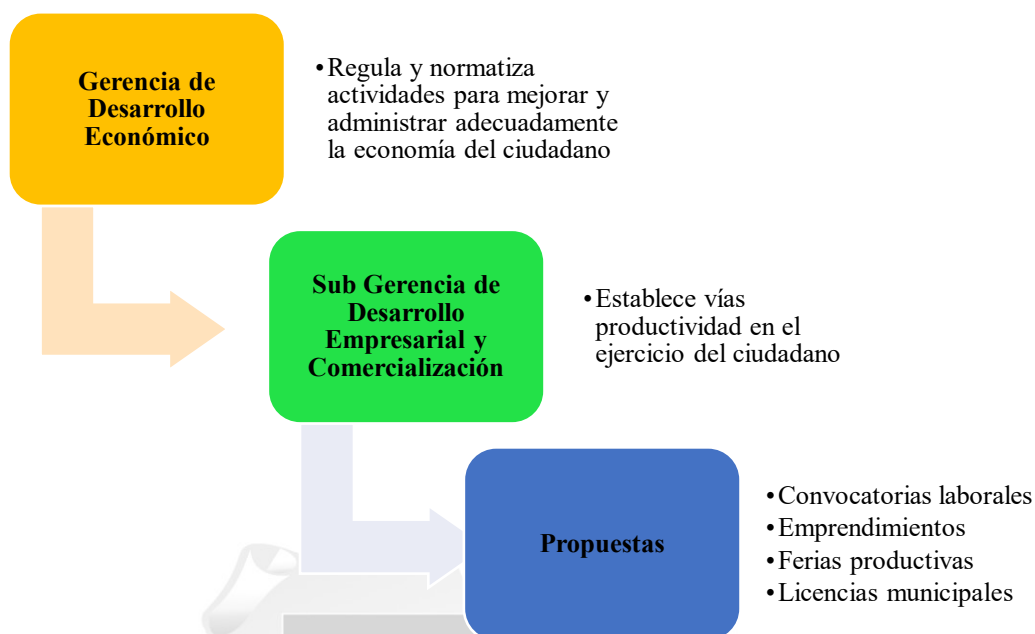 Gerencia de
Desarrollo
Económico
•Regula y normatiza
actividades para mejorar y
administrar adecuadamente
la economía del ciudadano
Sub Gerencia de
Desarrollo
Empresarial y
Comercialización
•Establece vías
productividad en el
ejercicio del ciudadano
Propuestas
•Convocatorias laborales
•Emprendimientos
•Ferias productivas
•Licencias municipales